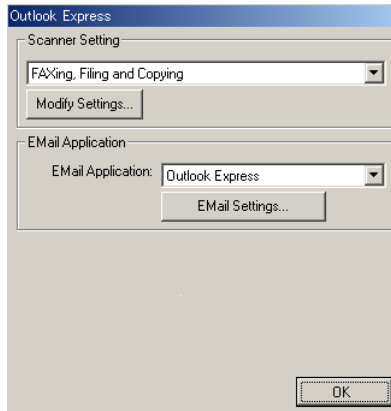 Outlook Express
Scanner Setting
FAXing, Filing and Copying
Modify Settings...
EMail Application
EMail Application: Outlook Express
EMail Settings...
OK